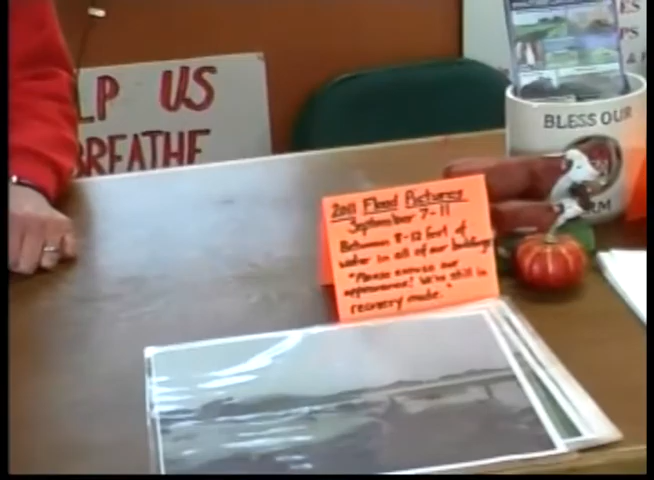 LP US
BREATHE
BLESS OUR
RM
2011 Flood Pictures
September 7-11
Between 8-12 feet of
water in all of our buildings
"Please excuse our
appearance! We're still in
recovery mode."